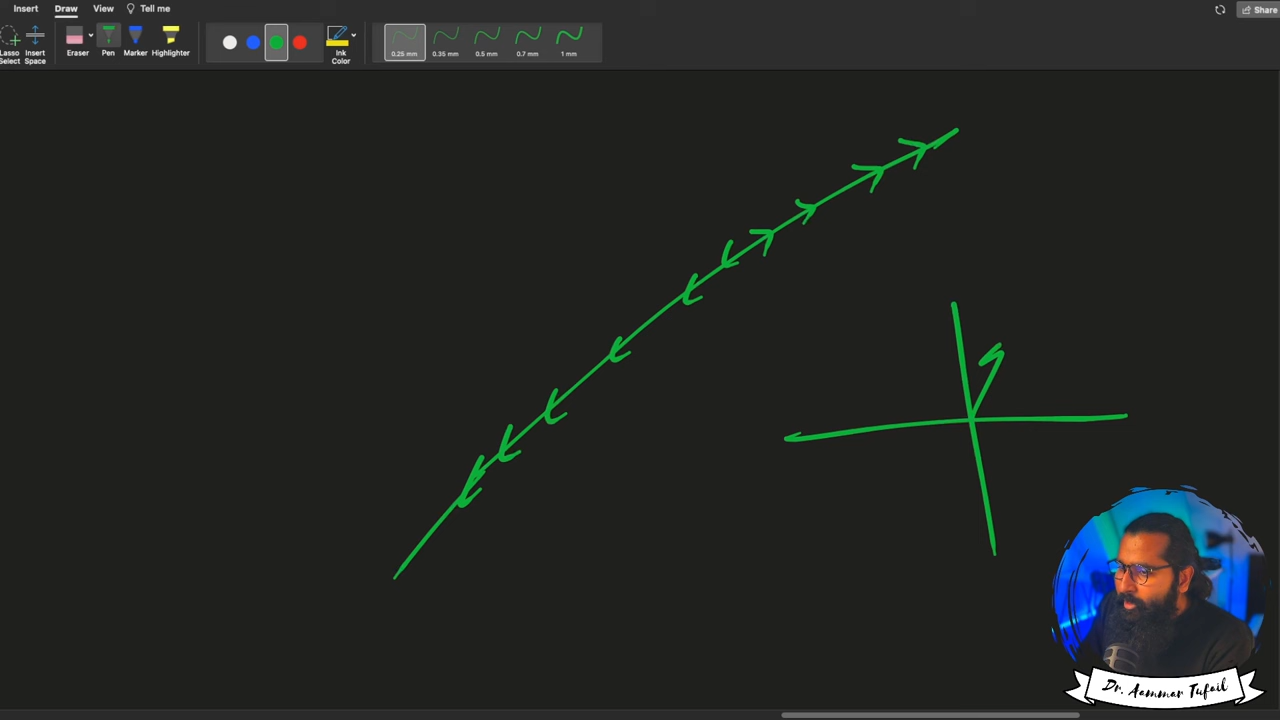 Insert Draw View Tell me Share
Lasso Select
Insert Space
Eraser
Pen
Marker
Highlighter
Ink Color
0.25 mm 0.35 mm 0.5 mm 0.7 mm 1 mm
Dr. Aammar Tufail